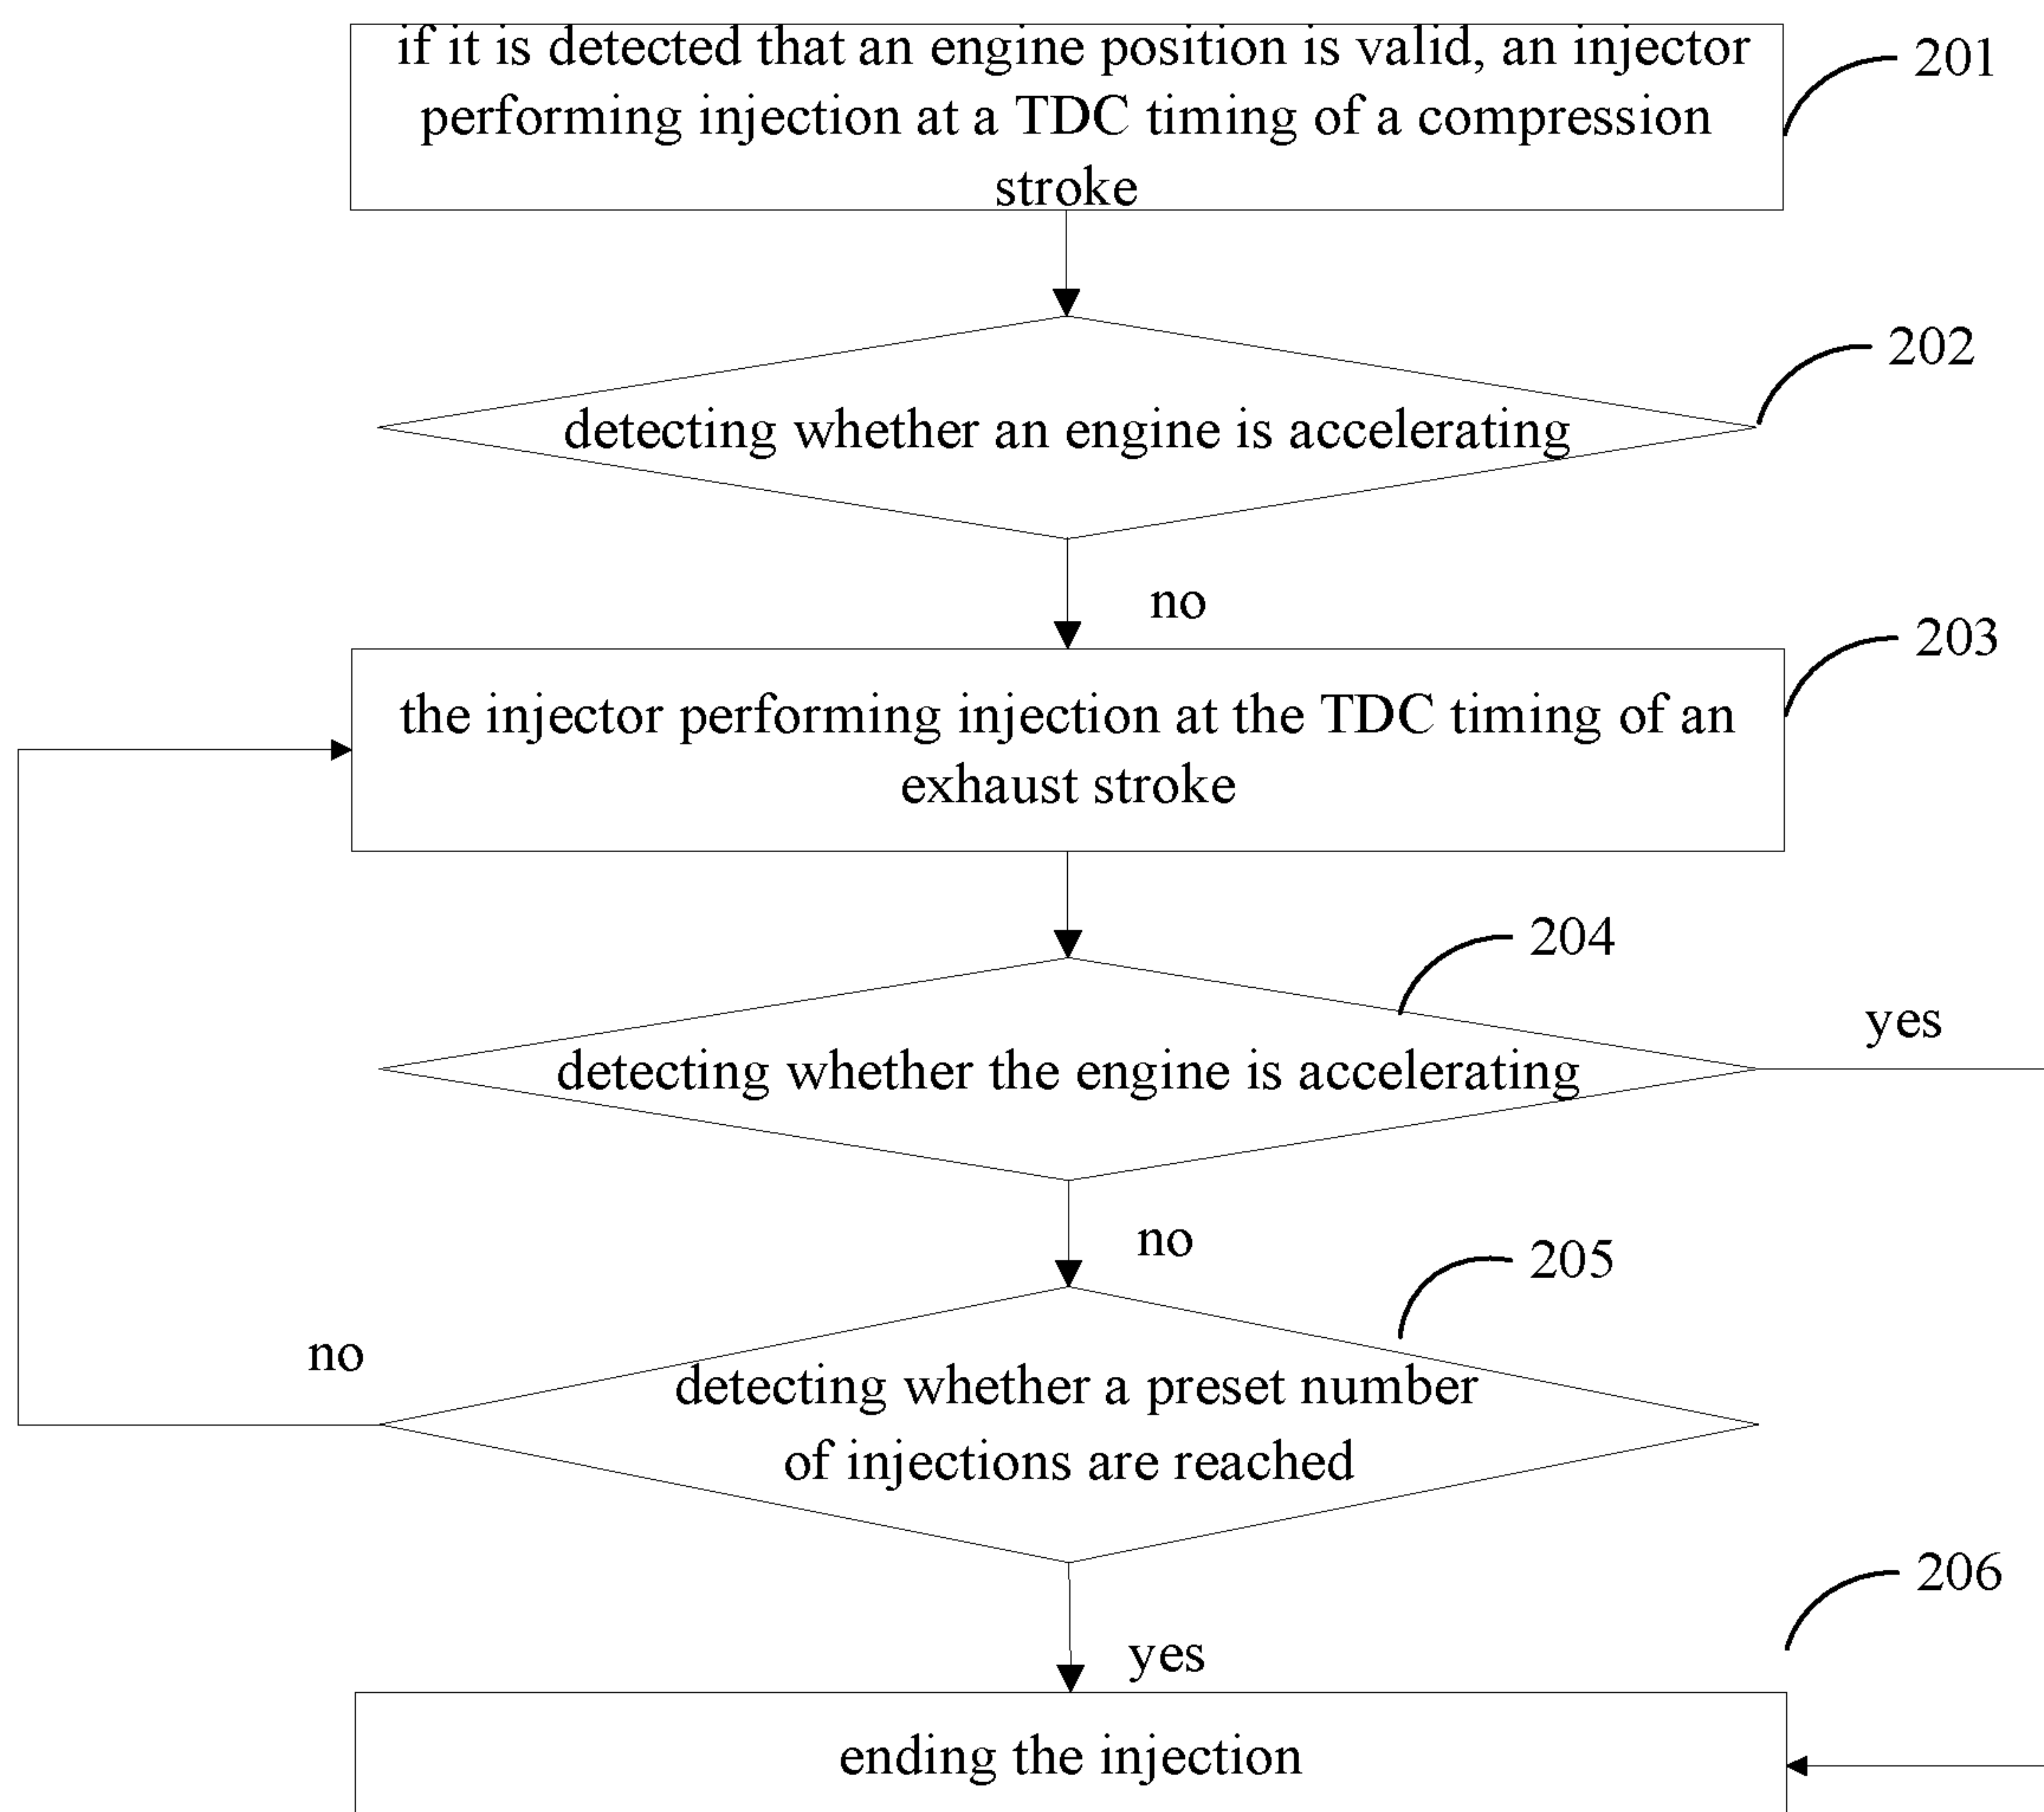 if it is detected that an engine position is valid, an injector
performing injection at a TDC timing of a compression
stroke
201
detecting whether an engine is accelerating
202
no
the injector performing injection at the TDC timing of an
exhaust stroke
203
204
detecting whether the engine is accelerating
yes
no
205
no
detecting whether a preset number
of injections are reached
206
yes
ending the injection